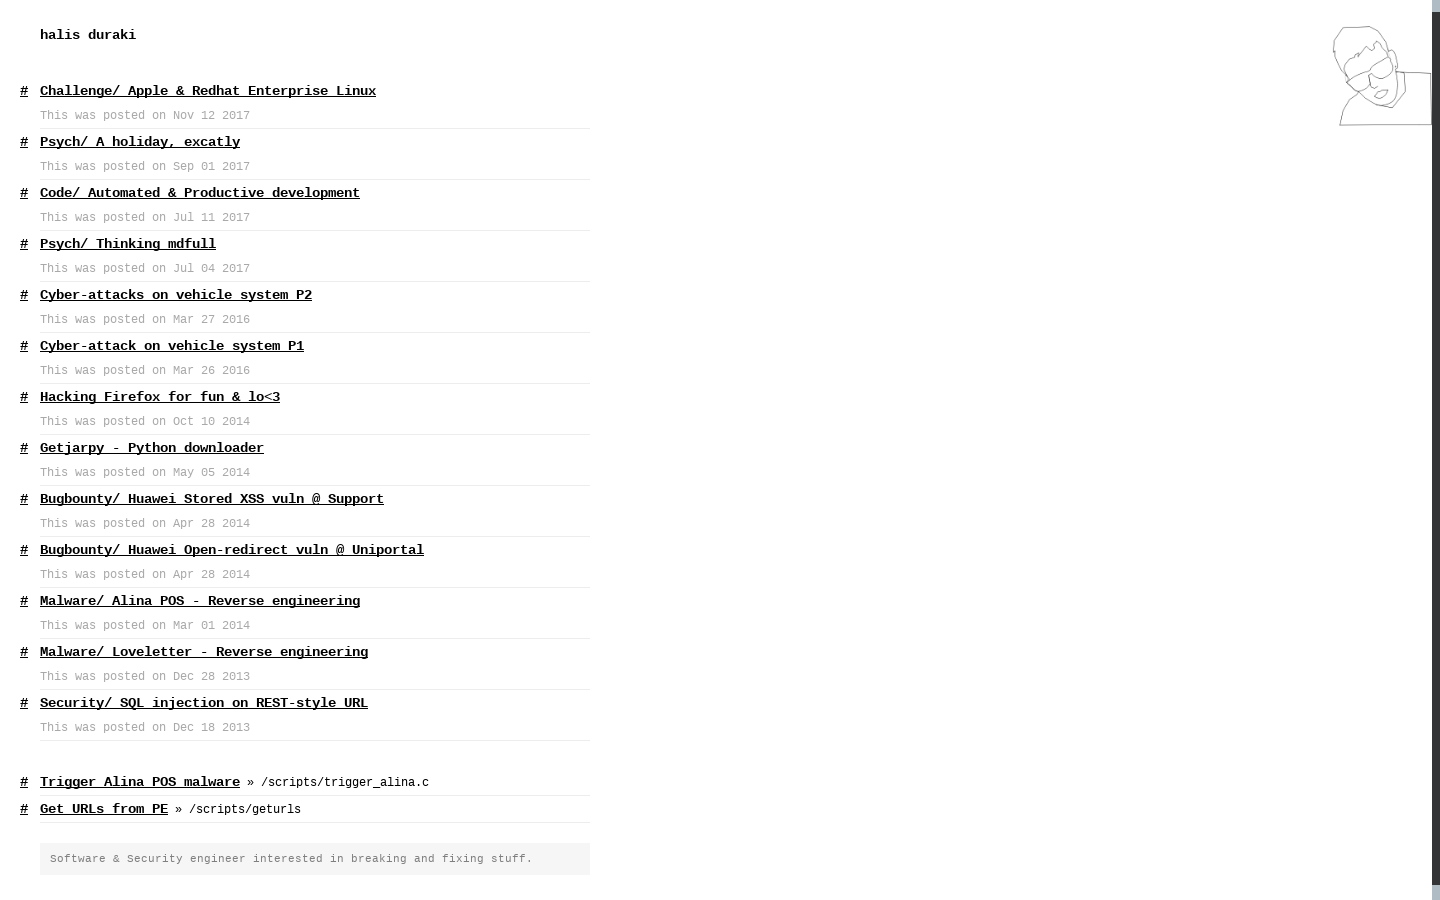 halis duraki
# Challenge/ Apple & Redhat Enterprise Linux
This was posted on Nov 12 2017
# Psych/ A holiday, excatly
This was posted on Sep 01 2017
# Code/ Automated & Productive development
This was posted on Jul 11 2017
# Psych/ Thinking mdfull
This was posted on Jul 04 2017
# Cyber-attacks on vehicle system P2
This was posted on Mar 27 2016
# Cyber-attack on vehicle system P1
This was posted on Mar 26 2016
# Hacking Firefox for fun & lo<3
This was posted on Oct 10 2014
# Getjarpy - Python downloader
This was posted on May 05 2014
# Bugbounty/ Huawei Stored XSS vuln @ Support
This was posted on Apr 28 2014
# Bugbounty/ Huawei Open-redirect vuln @ Uniportal
This was posted on Apr 28 2014
# Malware/ Alina POS - Reverse engineering
This was posted on Mar 01 2014
# Malware/ Loveletter - Reverse engineering
This was posted on Dec 28 2013
# Security/ SQL injection on REST-style URL
This was posted on Dec 18 2013
# Trigger Alina POS malware » /scripts/trigger_alina.c
# Get URLs from PE » /scripts/geturls
Software & Security engineer interested in breaking and fixing stuff.